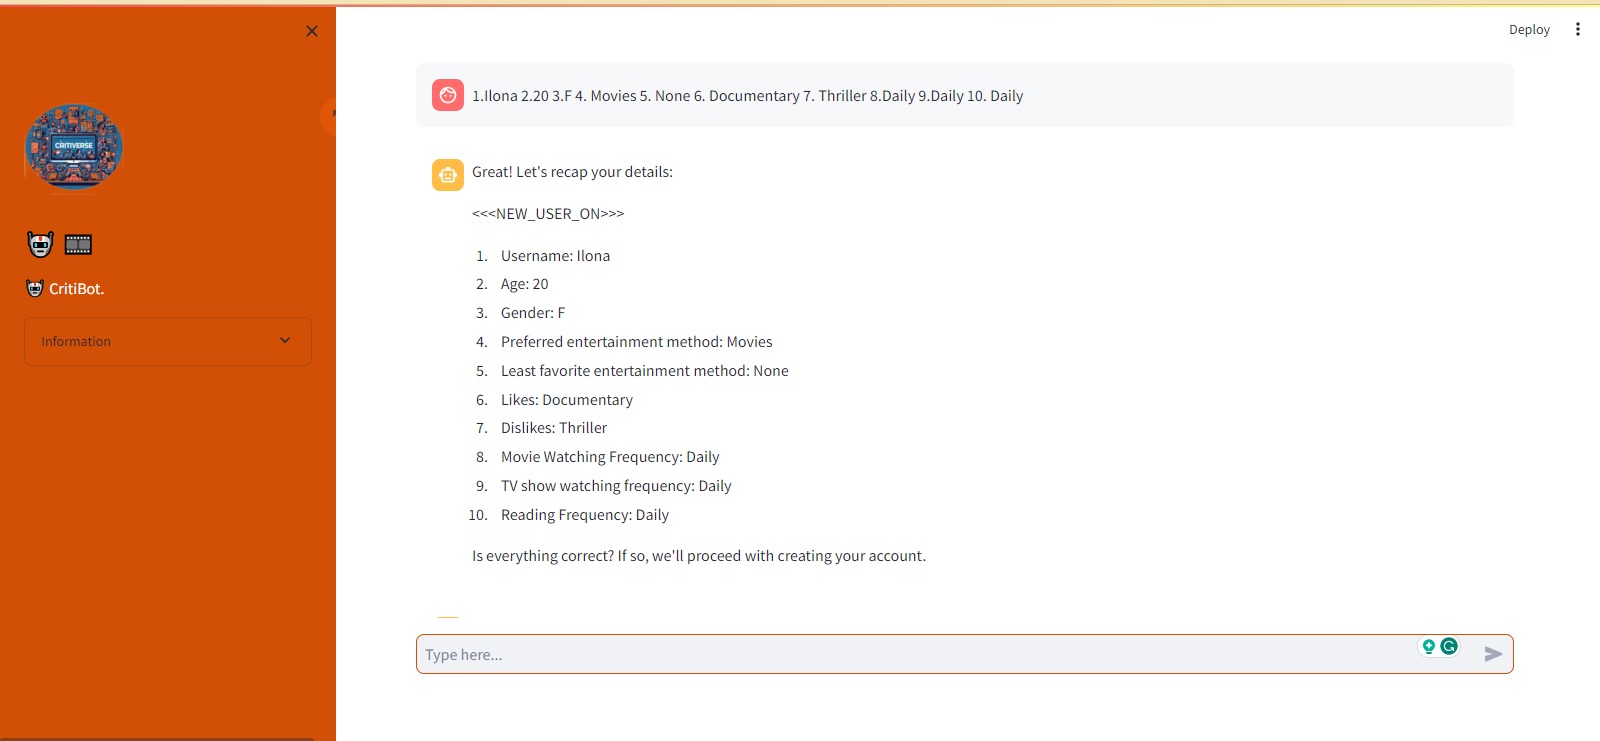 Deploy
1.Ilona 2.20 3.F 4. Movies 5. None 6. Documentary 7. Thriller 8.Daily 9.Daily 10. Daily
CRITIVERSE
Great! Let's recap your details:
<<<NEW_USER_ON>>>
CritiBot.
Information
1. Username: Ilona
2. Age: 20
3. Gender: F
4. Preferred entertainment method: Movies
5. Least favorite entertainment method: None
6. Likes: Documentary
7. Dislikes: Thriller
8. Movie Watching Frequency: Daily
9. TV show watching frequency: Daily
10. Reading Frequency: Daily
Is everything correct? If so, we'll proceed with creating your account.
Type here...